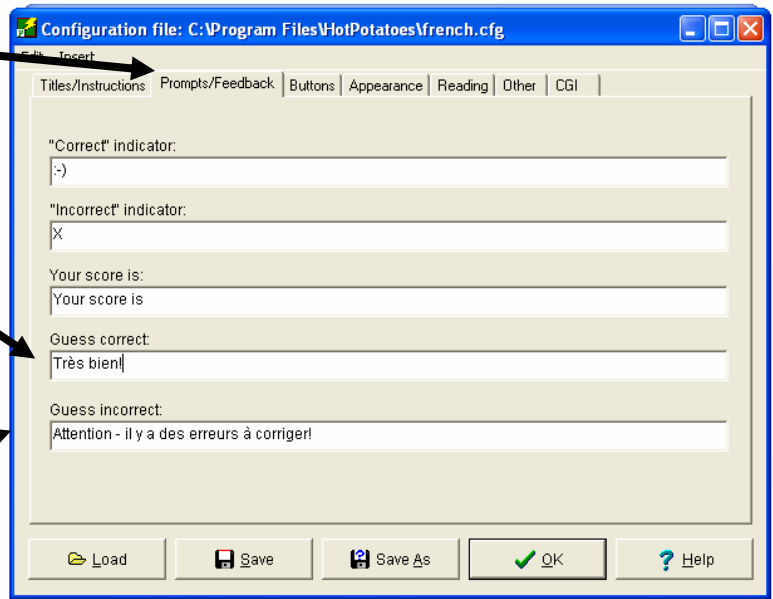 Configuration file: C:\Program Files\HotPotatoes\french.cfg
Edit Insert
Titles/Instructions Prompts/Feedback Buttons Appearance Reading Other CGI
"Correct" indicator:
:-)
"Incorrect" indicator:
X
Your score is:
Your score is
Guess correct:
Très bien!
Guess incorrect:
Attention - il y a des erreurs à corriger!
Load Save Save As OK Help